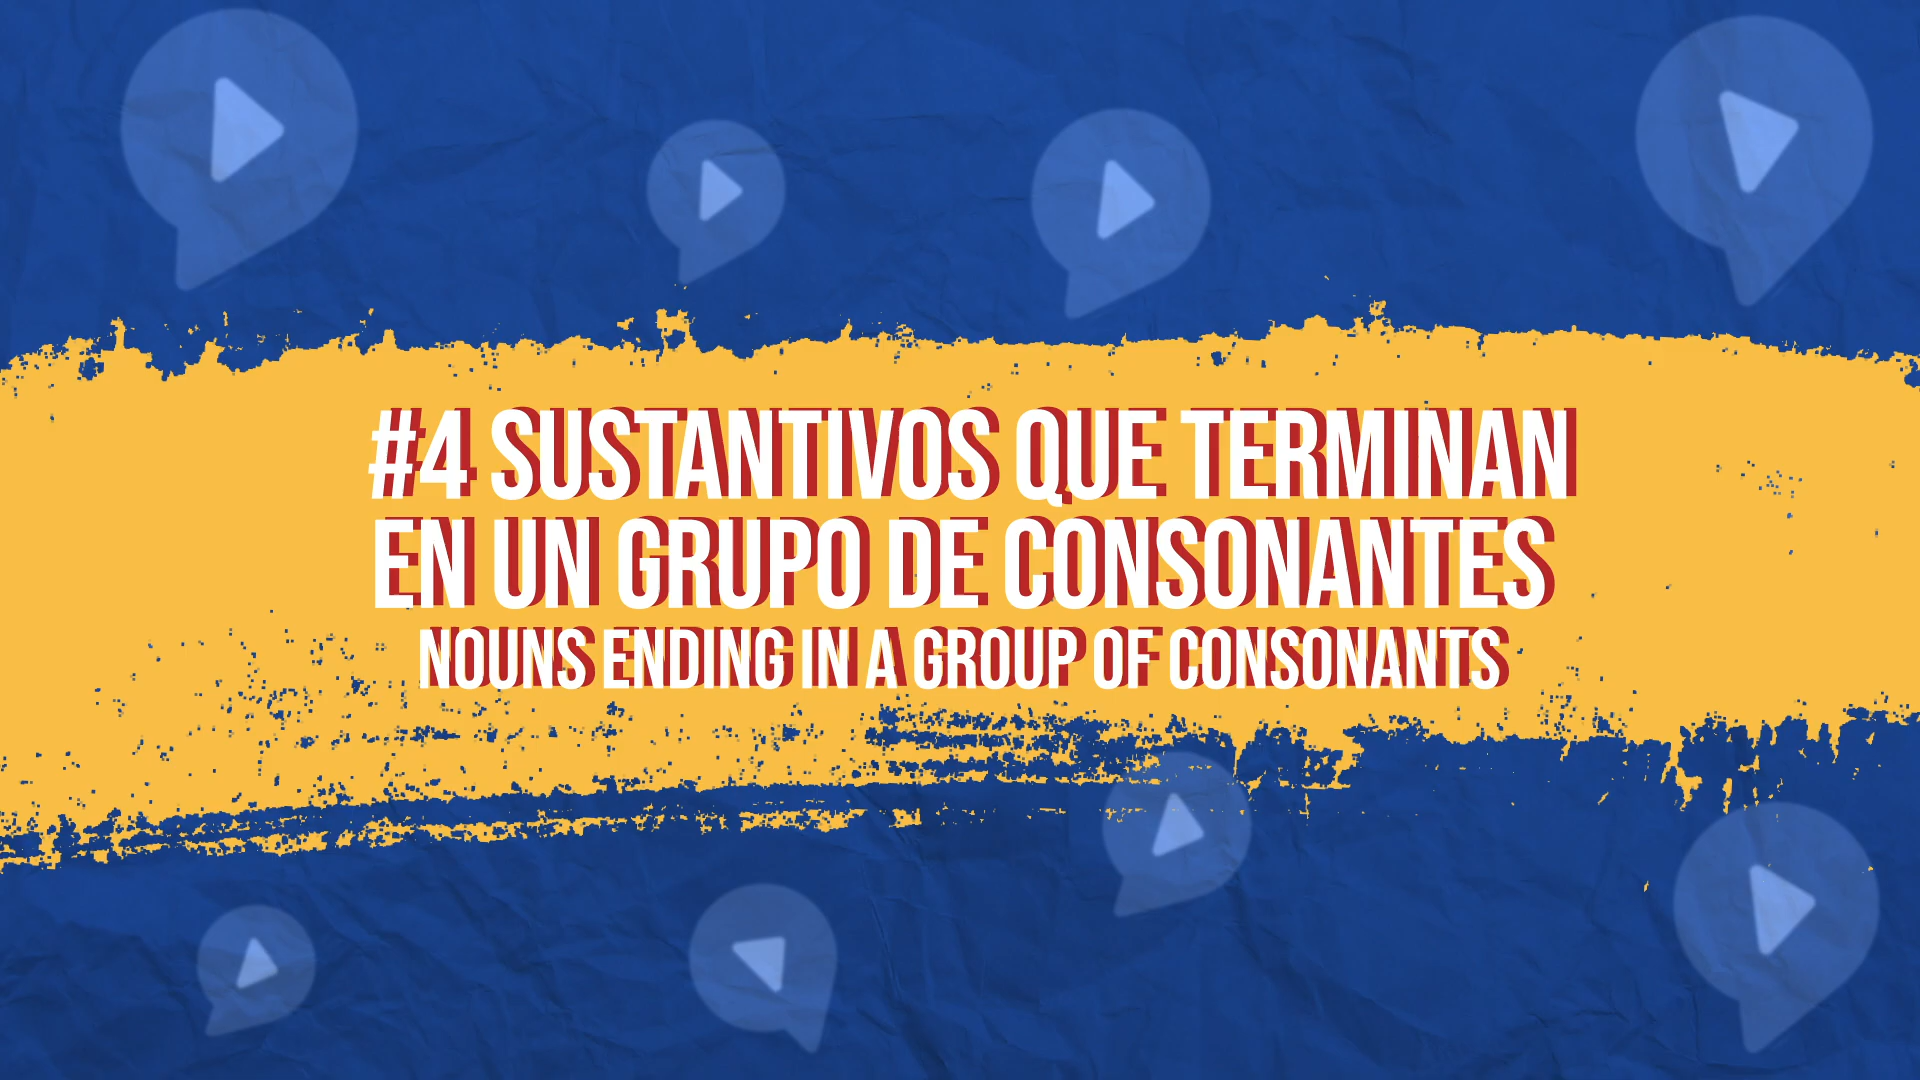 #4 SUSTANTIVOS QUE TERMINAN
EN UN GRUPO DE CONSONANTES
NOUNS ENDING IN A GROUP OF CONSONANTS